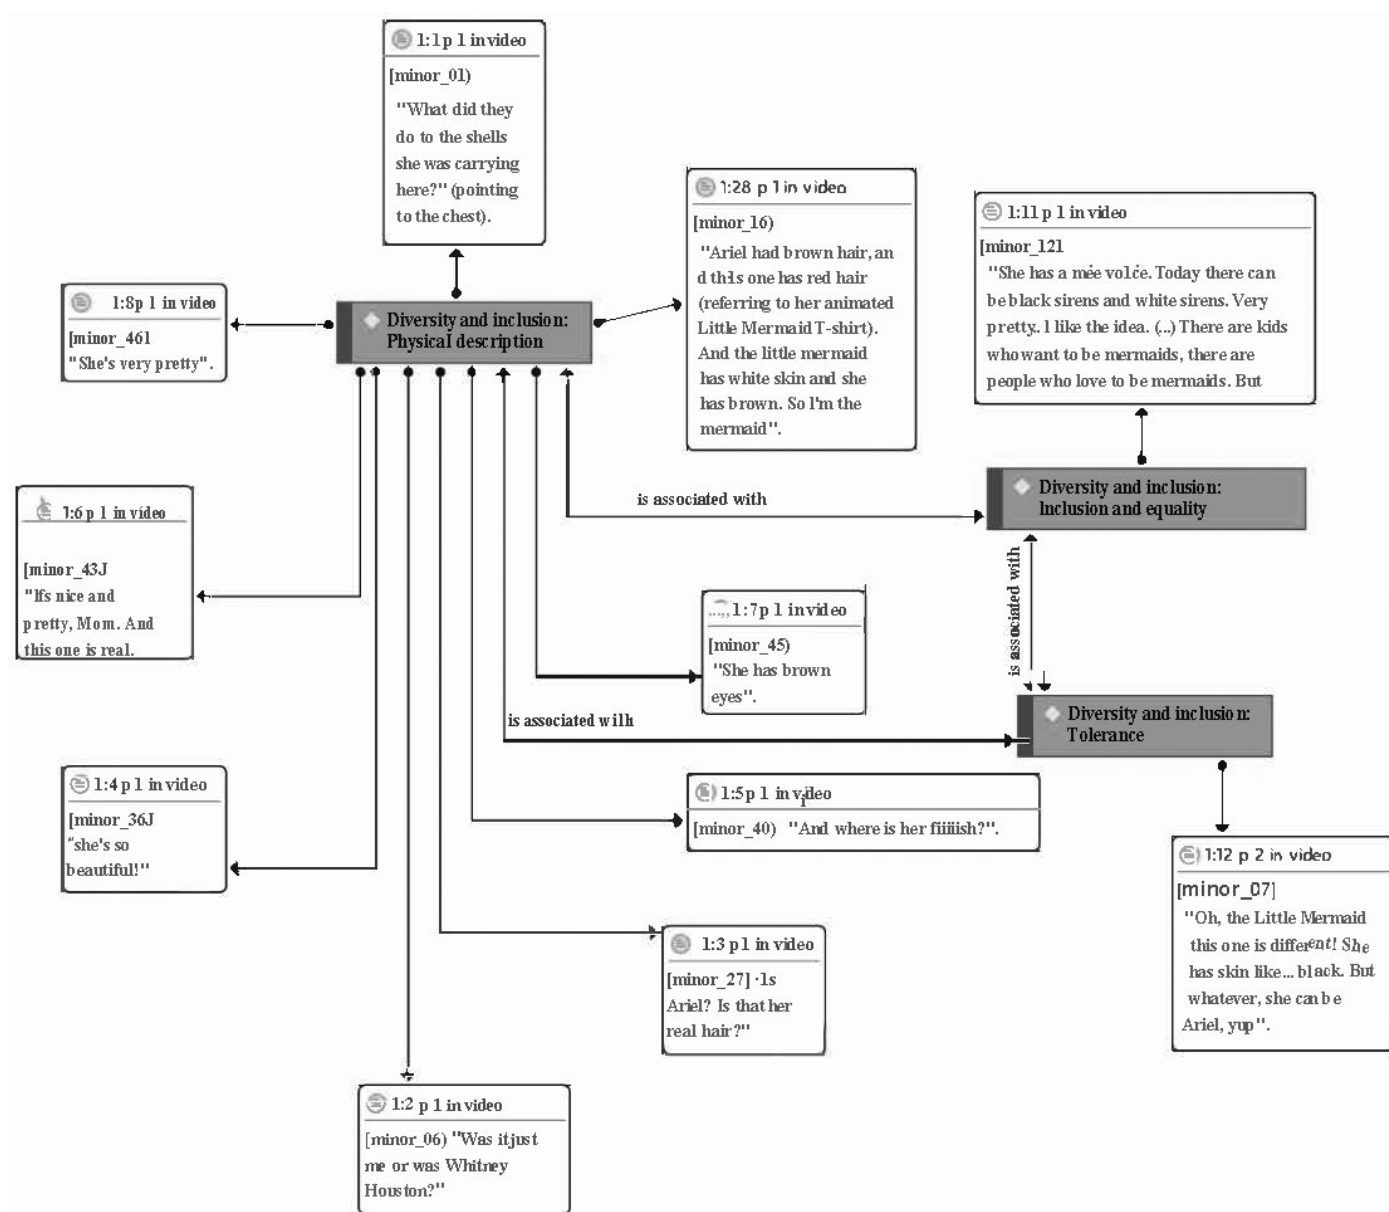 1:1p 1 in video
[minor_01)
"What did they
do to the shells
she was carrying
here?" (pointing
to the chest).
1:28 p 1 in video
[minor_16)
"Ariel had brown hair, an
d this one has red hair
(referring to her animated
Little Mermaid T-shirt).
And the little mermaid
has white skin and she
has brown. So I'm the
mermaid".
1:11 p 1 in video
[minor_121
"She has a mėe volċe. Today there can
be black sirens and white sirens. Very
pretty. I like the idea. (...) There are kids
who want to be mermaids, there are
people who love to be mermaids. But
1:8p 1 in video
[minor_461
"She's very pretty".
Diversity and inclusion:
Physical description
is associated with
Diversity and inclusion:
Inclusion and equality
1:6 p 1 in video
[minor_43J
"Ifs nice and
pretty, Mom. And
this one is real.
is associated with
1:7p 1 in video
[minor_45)
"She has brown
eyes".
is associated wilh
Diversity and inclusion:
Tolerance
1:4 p 1 in video
[minor_36J
"she's so
beautiful!"
1:5p 1 in video
[minor_40) "And where is her fiiiiish?".
1:12 p 2 in video
[minor_07]
"Oh, the Little Mermaid
this one is different! She
has skin like... black. But
whatever, she can be
Ariel, yup".
1:3 p1 in video
[minor_27] ·1s
Ariel? Is that her
real hair?"
1:2 p 1 in video
[minor_06) "Was it just
me or was Whitney
Houston?"